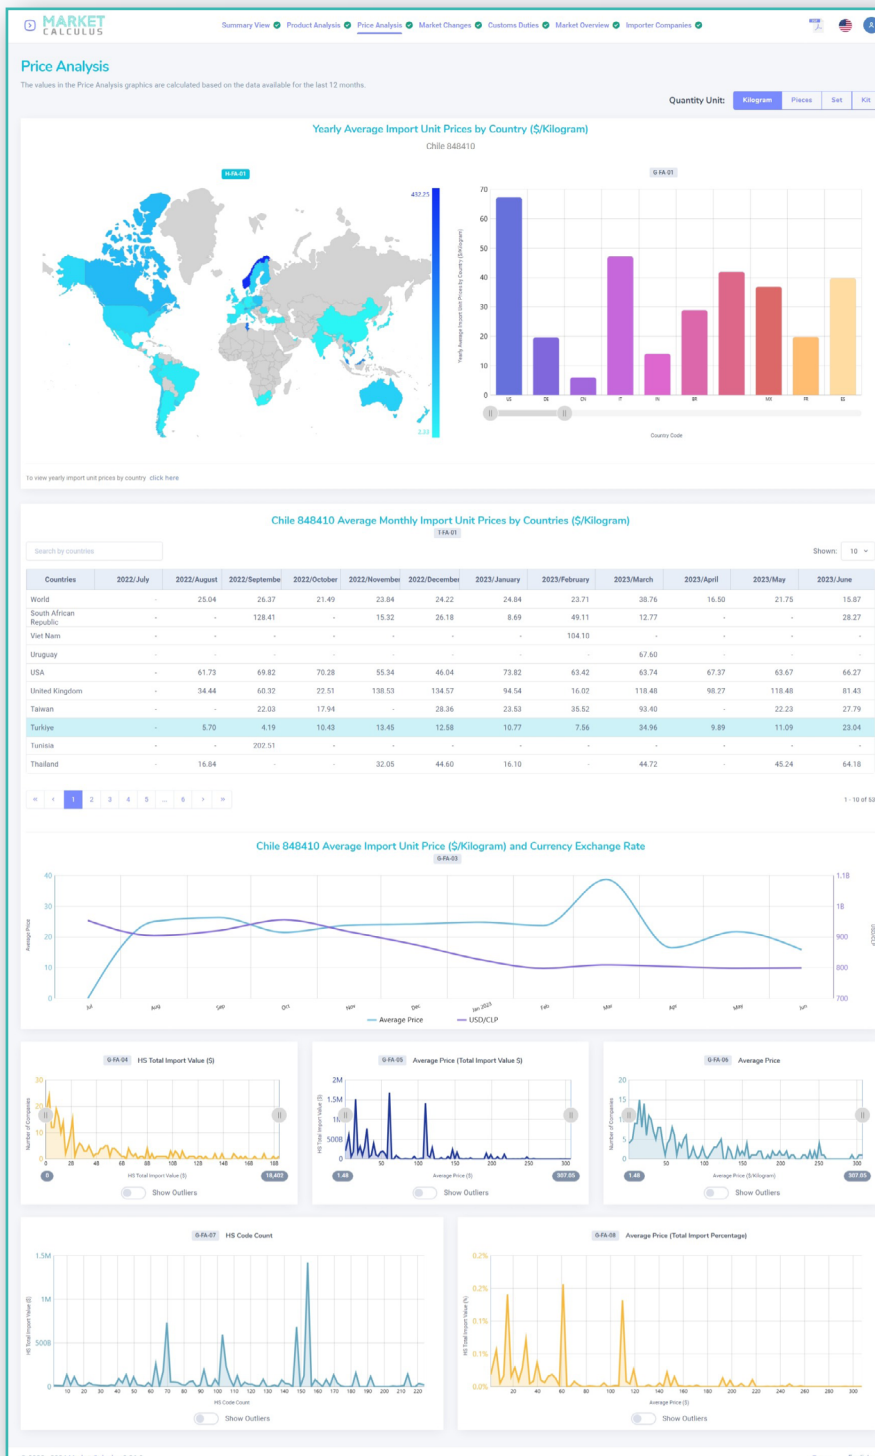 MARKET
CALCULUS
Summary View Product Analysis Price Analysis Market Changes Customs Duties Market Overview Importer Companies
Price Analysis
The values in the Price Analysis graphics are calculated based on the data available for the last 12 months.
Quantity Unit: Kilogram Pieces Set Kit
Yearly Average Import Unit Prices by Country ($/Kilogram)
Chile 848410
H-FA-01
432.25
G-FA-01
Yearly Average Import Unit Prices by Country ($/Kilogram)
70
60
50
40
30
20
10
0
US DE CN IT IN BR MX FR ES
Country Code
To view yearly import unit prices by country click here
Chile 848410 Average Monthly Import Unit Prices by Countries ($/Kilogram)
T-FA-01
Search by countries
Shown: 10
Countries 2022/July 2022/August 2022/Septembe 2022/October 2022/November 2022/December 2023/January 2023/February 2023/March 2023/April 2023/May 2023/June
World - 25.04 26.37 21.49 23.84 24.22 24.84 23.71 38.76 16.50 21.75 15.87
South African Republic - - 128.41 - 15.32 26.18 8.69 49.11 12.77 - - 28.27
Viet Nam - - - - - - - 104.10 - - - -
Uruguay - - - - - - - - 67.60 - - -
USA - 61.73 69.82 70.28 55.34 46.04 73.82 63.42 63.74 67.37 63.67 66.27
United Kingdom - 34.44 60.32 22.51 138.53 134.57 94.54 16.02 118.48 98.27 118.48 81.43
Taiwan - - 22.03 17.94 - 28.36 23.53 35.52 93.40 - 22.23 27.79
Turkiye - 5.70 4.19 10.43 13.45 12.58 10.77 7.56 34.96 9.89 11.09 23.04
Tunisia - - 202.51 - - - - - - - - -
Thailand - 16.84 - - 32.05 44.60 16.10 - 44.72 - 45.24 64.18
« ‹ 1 2 3 4 5 ... 6 › »
1 - 10 of
Chile 848410 Average Import Unit Price ($/Kilogram) and Currency Exchange Rate
G-FA-03
Average Price
40
30
20
10
0
1.1B
1B
900
800
700
USD/CLP
Jul Aug Sep Oct Nov Dec Jan 2023 Feb Mar Apr May Jun
Average Price USD/CLP
G-FA-04 HS Total Import Value ($)
Number of Companies
30
20
10
0
0 28 48 68 88 108 128 148 168 188
HS Total Import Value ($)
0 18,402
Show Outliers
G-FA-05 Average Price (Total Import Value $)
HS Total Import Value ($)
2M
1.5M
500B
0
50 100 150 200 250 300
Average Price ($)
1.48 307.05
Show Outliers
G-FA-06 Average Price
Number of Companies
20
15
5
0
50 100 150 200 250 300
Average Price ($/Kilogram)
1.48 307.05
Show Outliers
G-FA-07 HS Code Count
HS Total Import Value ($)
1.5M
1M
500B
0
10 20 30 40 50 60 70 80 90 100 110 120 130 140 150 160 170 180 190 200 210 220
HS Code Count
Show Outliers
G-FA-08 Average Price (Total Import Percentage)
HS Total Import Value (%)
0.2%
0.2%
0.1%
0.1%
0.0%
20 40 60 80 100 120 140 160 180 200 220 240 260 280 300
Average Price ($)
Show Outliers